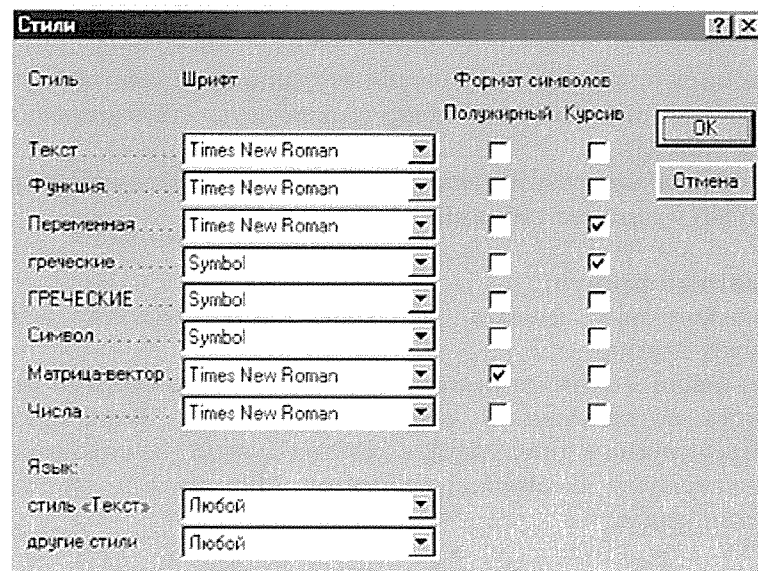 Стили
Стиль Шрифт Формат символов
Полужирный Курсив
OK
Текст Times New Roman
Функция Times New Roman
Отмена
Переменная Times New Roman
греческие Symbol
ГРЕЧЕСКИЕ Symbol
Символ Symbol
Матрица-вектор Times New Roman
Числа Times New Roman
Язык:
стиль «Текст» Любой
другие стили Любой